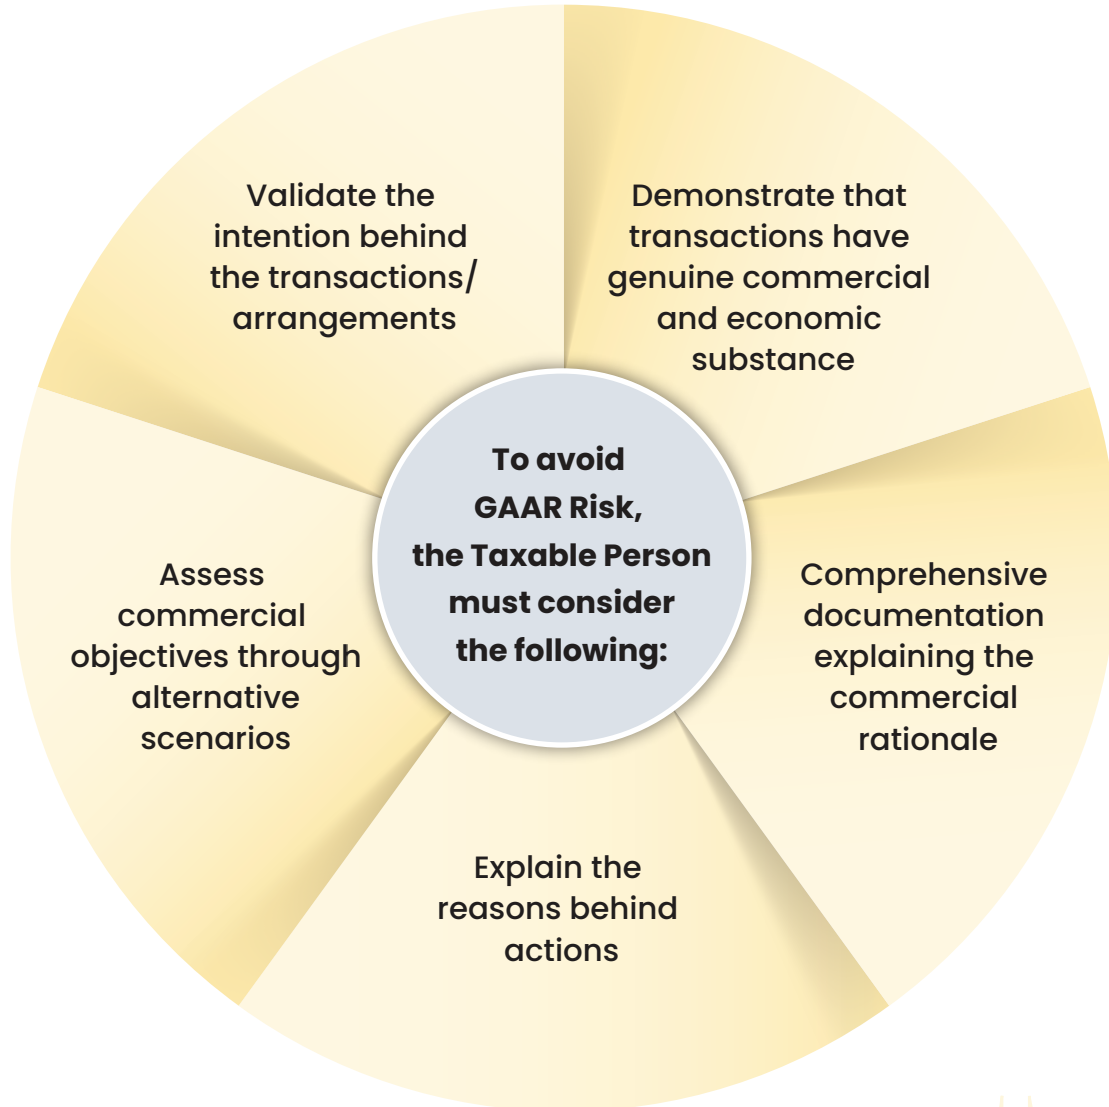 To avoid
GAAR Risk,
the Taxable Person
must consider
the following:
Demonstrate that
transactions have
genuine commercial
and economic
substance
Comprehensive
documentation
explaining the
commercial
rationale
Explain the
reasons behind
actions
Assess
commercial
objectives through
alternative
scenarios
Validate the
intention behind
the transactions/
arrangements